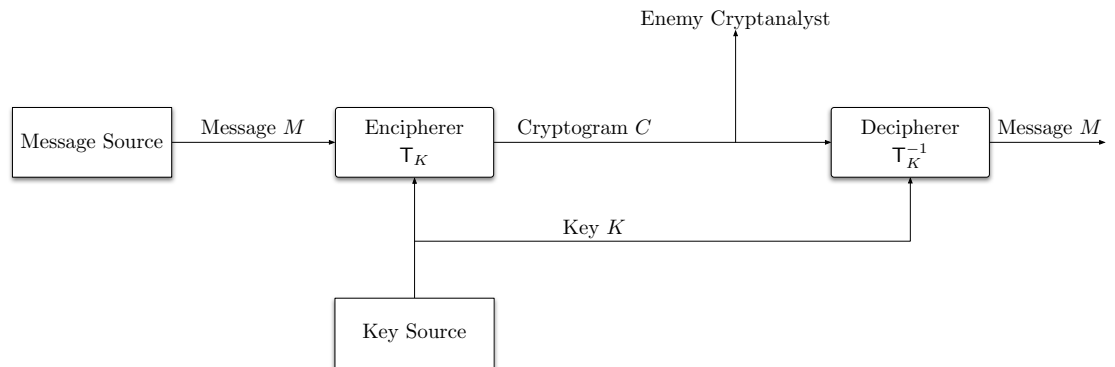 Enemy Cryptanalyst
Message Source
Message M
Encipherer
T_K
Cryptogram C
Decipherer
T_K^{-1}
Message M
Key K
Key Source